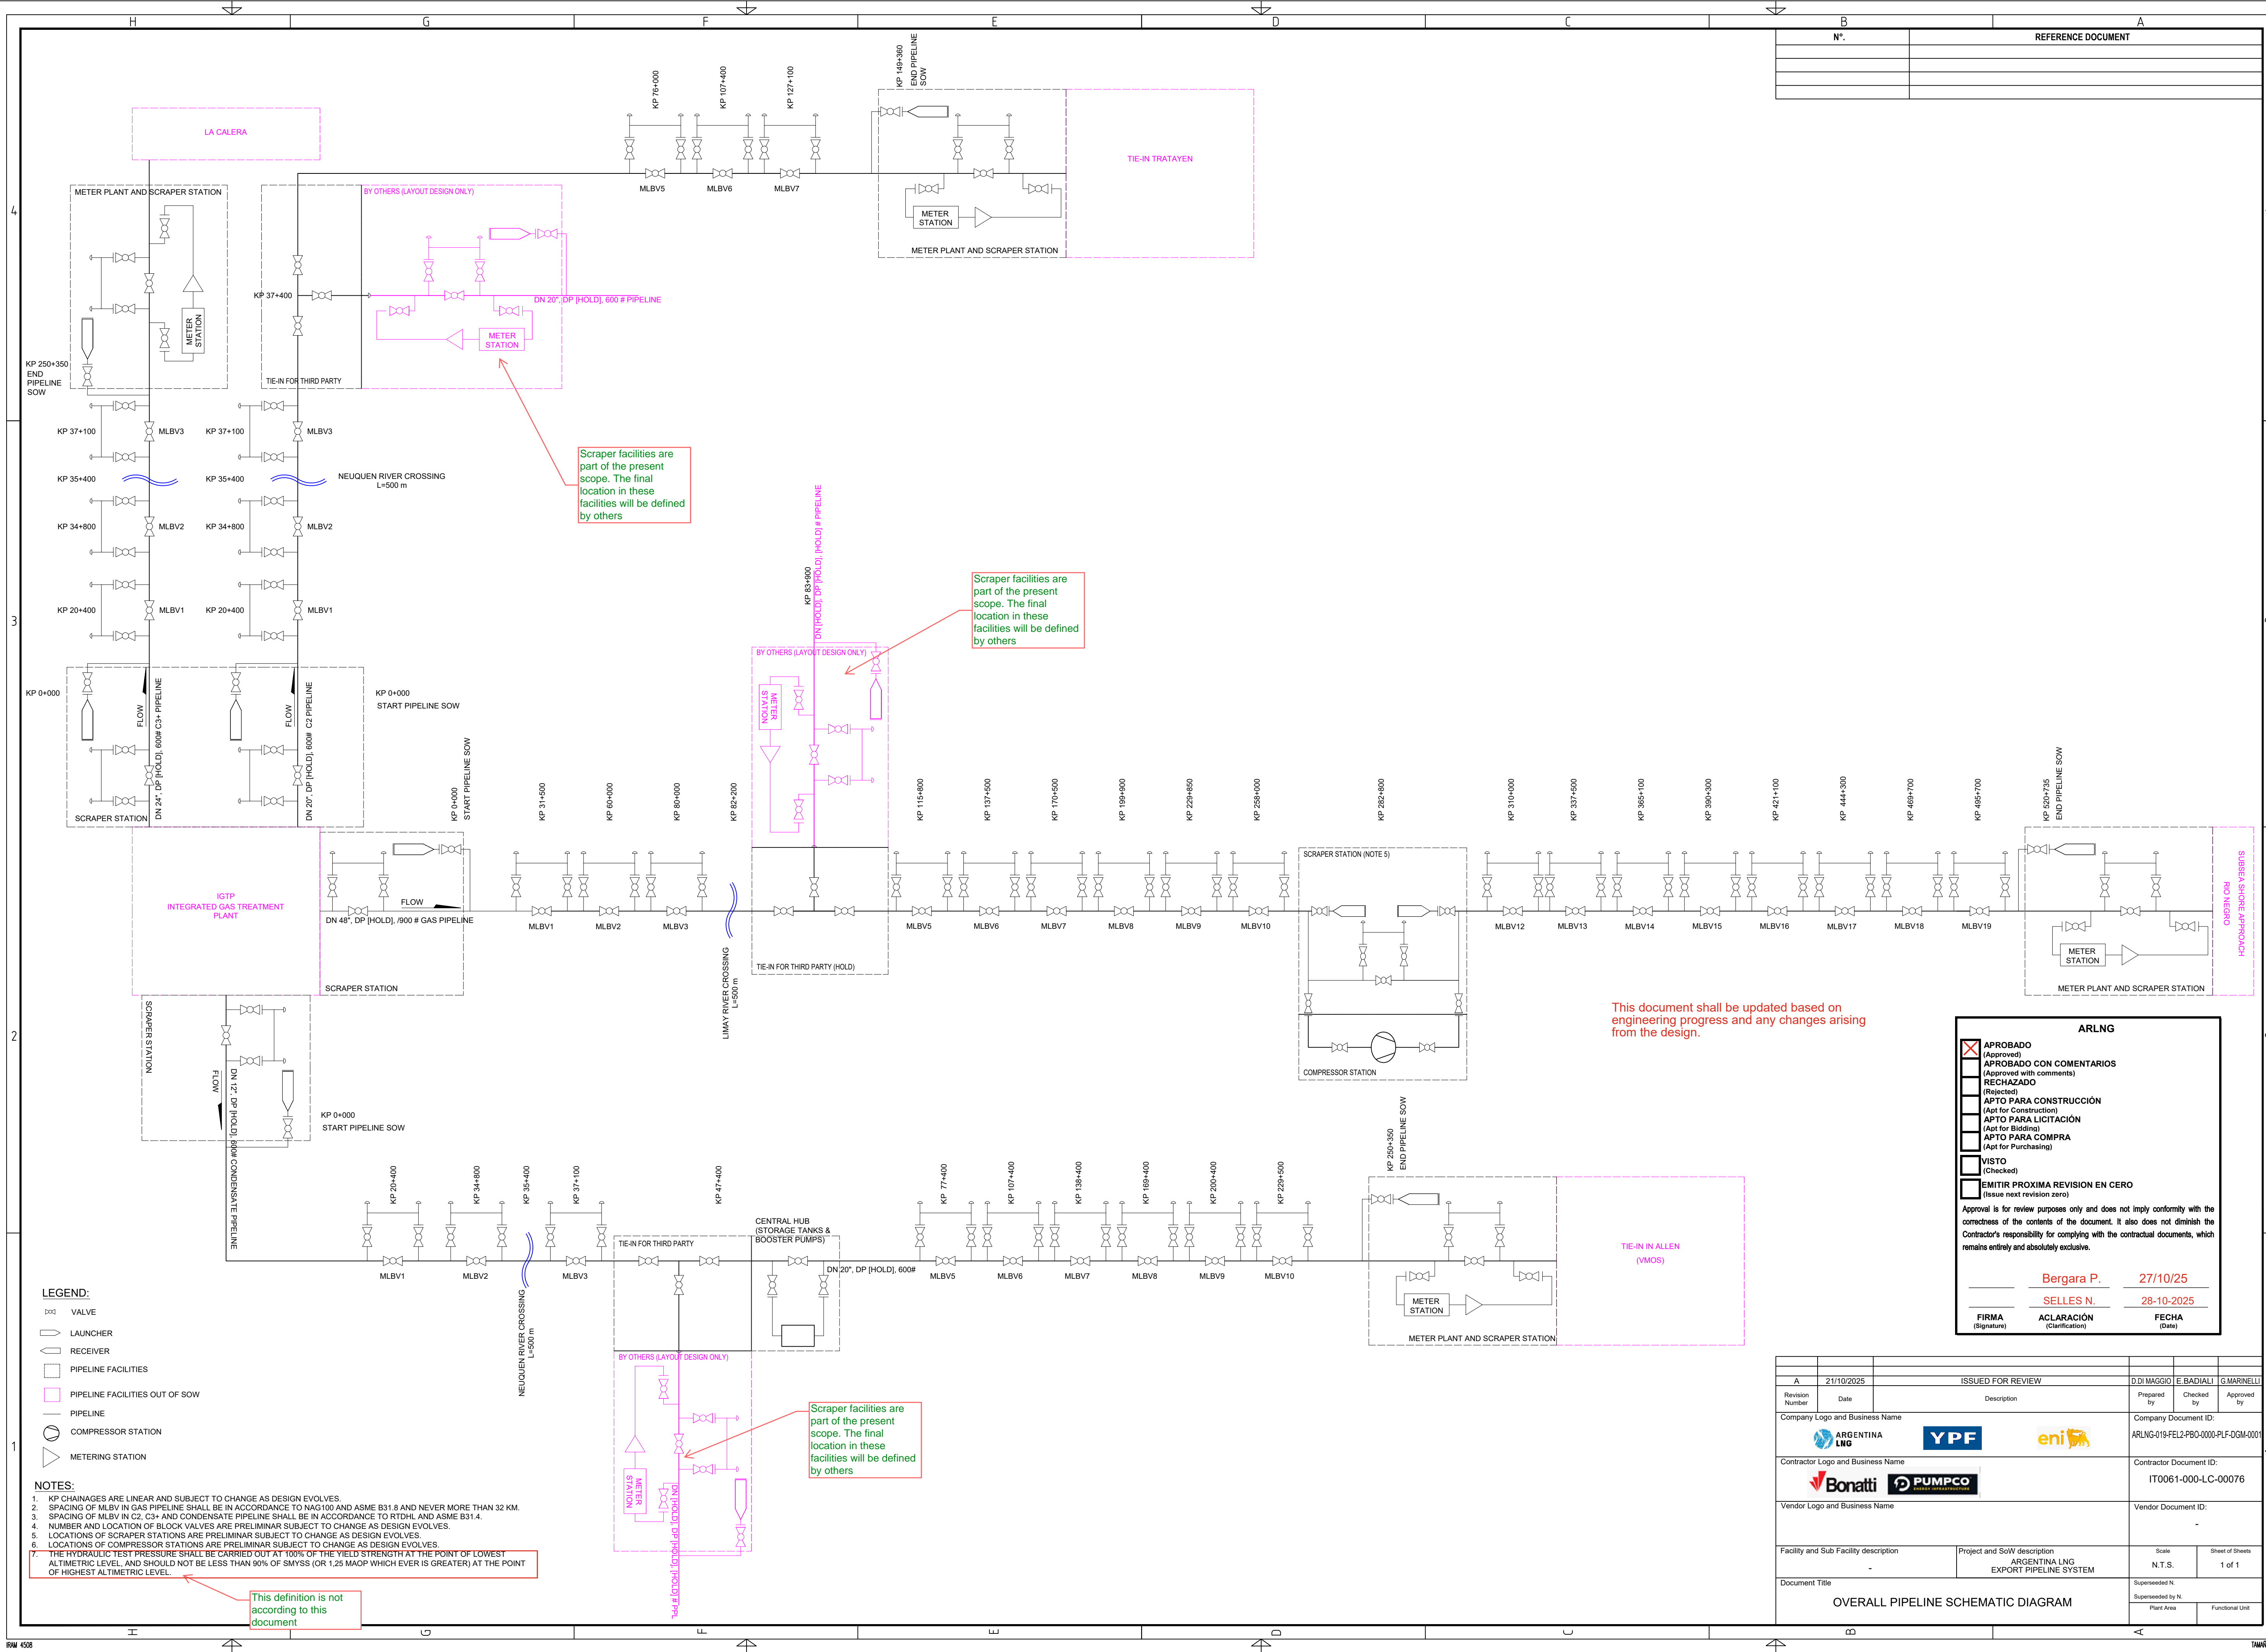 H G F E D C B A
N°. REFERENCE DOCUMENT
KP 149+360
END PIPELINE
SOW
KP 76+000
KP 107+400
KP 127+100
LA CALERA
TIE-IN TRATAYEN
METER PLANT AND SCRAPER STATION
BY OTHERS (LAYOUT DESIGN ONLY)
MLBV5
MLBV6
MLBV7
4
METER
STATION
METER PLANT AND SCRAPER STATION
KP 37+400
DN 20", DP [HOLD], 600 # PIPELINE
METER
STATION
METER
STATION
KP 250+350
END
PIPELINE
SOW
TIE-IN FOR THIRD PARTY
KP 37+100
MLBV3
KP 37+100
MLBV3
Scraper facilities are
part of the present
scope. The final
location in these
facilities will be defined
by others
KP 35+400
KP 35+400
NEUQUEN RIVER CROSSING
L=500 m
KP 34+800
MLBV2
KP 34+800
MLBV2
KP 83+900
DN [HOLD], DP [HOLD], [HOLD] # PIPELINE
Scraper facilities are
part of the present
scope. The final
location in these
facilities will be defined
by others
3
KP 20+400
MLBV1
KP 20+400
MLBV1
BY OTHERS (LAYOUT DESIGN ONLY)
METER
STATION
KP 0+000
FLOW
DN 24", DP [HOLD], 600# C3+ PIPELINE
FLOW
DN 20", DP [HOLD], 600# C2 PIPELINE
KP 0+000
START PIPELINE SOW
SCRAPER STATION
KP 0+000
START PIPELINE SOW
KP 31+500
KP 60+000
KP 80+000
KP 82+200
KP 115+800
KP 137+500
KP 170+500
KP 199+900
KP 229+850
KP 258+000
KP 282+800
KP 310+000
KP 337+500
KP 365+100
KP 390+300
KP 421+100
KP 444+300
KP 469+700
KP 495+700
KP 520+735
END PIPELINE SOW
SCRAPER STATION (NOTE 5)
IGTP
INTEGRATED GAS TREATMENT
PLANT
FLOW
DN 48", DP [HOLD], /900 # GAS PIPELINE
MLBV1
MLBV2
MLBV3
MLBV5
MLBV6
MLBV7
MLBV8
MLBV9
MLBV10
MLBV12
MLBV13
MLBV14
MLBV15
MLBV16
MLBV17
MLBV18
MLBV19
SUBSEA SHORE APPROACH
RIO NEGRO
METER
STATION
METER PLANT AND SCRAPER STATION
LIMAY RIVER CROSSING
L=500 m
TIE-IN FOR THIRD PARTY (HOLD)
SCRAPER STATION
COMPRESSOR STATION
2
SCRAPER STATION
FLOW
DN 12", DP [HOLD], 600# CONDENSATE PIPELINE
KP 0+000
START PIPELINE SOW
This document shall be updated based on
engineering progress and any changes arising
from the design.
ARLNG
APROBADO
(Approved)
APROBADO CON COMENTARIOS
(Approved with comments)
RECHAZADO
(Rejected)
APTO PARA CONSTRUCCIÓN
(Apt for Construction)
APTO PARA LICITACIÓN
(Apt for Bidding)
APTO PARA COMPRA
(Apt for Purchasing)
VISTO
(Checked)
EMITIR PROXIMA REVISION EN CERO
(Issue next revision zero)
Approval is for review purposes only and does not imply conformity with the
correctness of the contents of the document. It also does not diminish the
Contractor's responsibility for complying with the contractual documents, which
remains entirely and absolutely exclusive.
Bergara P. 27/10/25
SELLES N. 28-10-2025
FIRMA ACLARACIÓN FECHA
(Signature) (Clarification) (Date)
KP 20+400
KP 34+800
KP 35+400
KP 37+100
KP 47+400
KP 77+400
KP 107+400
KP 138+400
KP 169+400
KP 200+400
KP 229+500
KP 250+350
END PIPELINE SOW
CENTRAL HUB
(STORAGE TANKS &
BOOSTER PUMPS)
TIE-IN FOR THIRD PARTY
DN 20", DP [HOLD], 600#
MLBV1
MLBV2
MLBV3
MLBV5
MLBV6
MLBV7
MLBV8
MLBV9
MLBV10
TIE-IN IN ALLEN
(VMOS)
METER
STATION
METER PLANT AND SCRAPER STATION
NEUQUEN RIVER CROSSING
L=500 m
BY OTHERS (LAYOUT DESIGN ONLY)
METER
STATION
DN [HOLD], DP [HOLD], [HOLD] # PPL
Scraper facilities are
part of the present
scope. The final
location in these
facilities will be defined
by others
1
LEGEND:
VALVE
LAUNCHER
RECEIVER
PIPELINE FACILITIES
PIPELINE FACILITIES OUT OF SOW
PIPELINE
COMPRESSOR STATION
METERING STATION
NOTES:
1. KP CHAINAGES ARE LINEAR AND SUBJECT TO CHANGE AS DESIGN EVOLVES.
2. SPACING OF MLBV IN GAS PIPELINE SHALL BE IN ACCORDANCE TO NAG100 AND ASME B31.8 AND NEVER MORE THAN 32 KM.
3. SPACING OF MLBV IN C2, C3+ AND CONDENSATE PIPELINE SHALL BE IN ACCORDANCE TO RTDHL AND ASME B31.4.
4. NUMBER AND LOCATION OF BLOCK VALVES ARE PRELIMINAR SUBJECT TO CHANGE AS DESIGN EVOLVES.
5. LOCATIONS OF SCRAPER STATIONS ARE PRELIMINAR SUBJECT TO CHANGE AS DESIGN EVOLVES.
6. LOCATIONS OF COMPRESSOR STATIONS ARE PRELIMINAR SUBJECT TO CHANGE AS DESIGN EVOLVES.
7. THE HYDRAULIC TEST PRESSURE SHALL BE CARRIED OUT AT 100% OF THE YIELD STRENGTH AT THE POINT OF LOWEST
ALTIMETRIC LEVEL, AND SHOULD NOT BE LESS THAN 90% OF SMYSS (OR 1,25 MAOP WHICH EVER IS GREATER) AT THE POINT
OF HIGHEST ALTIMETRIC LEVEL.
This definition is not
according to this
document
A 21/10/2025 ISSUED FOR REVIEW D.DI MAGGIO E.BADIALI G.MARINELLI
Revision
Number Date Description Prepared
by Checked
by Approved
by
Company Logo and Business Name
ARGENTINA
LNG
YPF
eni
Company Document ID:
ARLNG-019-FEL2-PBO-0000-PLF-DGM-0001
Contractor Logo and Business Name
Bonatti
PUMPCO
ENERGY INFRASTRUCTURE
Contractor Document ID:
IT0061-000-LC-00076
Vendor Logo and Business Name
Vendor Document ID:
-
Facility and Sub Facility description
-
Project and SoW description
ARGENTINA LNG
EXPORT PIPELINE SYSTEM
Scale
N.T.S.
Sheet of Sheets
1 of 1
Document Title
OVERALL PIPELINE SCHEMATIC DIAGRAM
Superseeded N.
Superseeded by N.
Plant Area
Functional Unit
H G F E D C B A
IRAM 4508